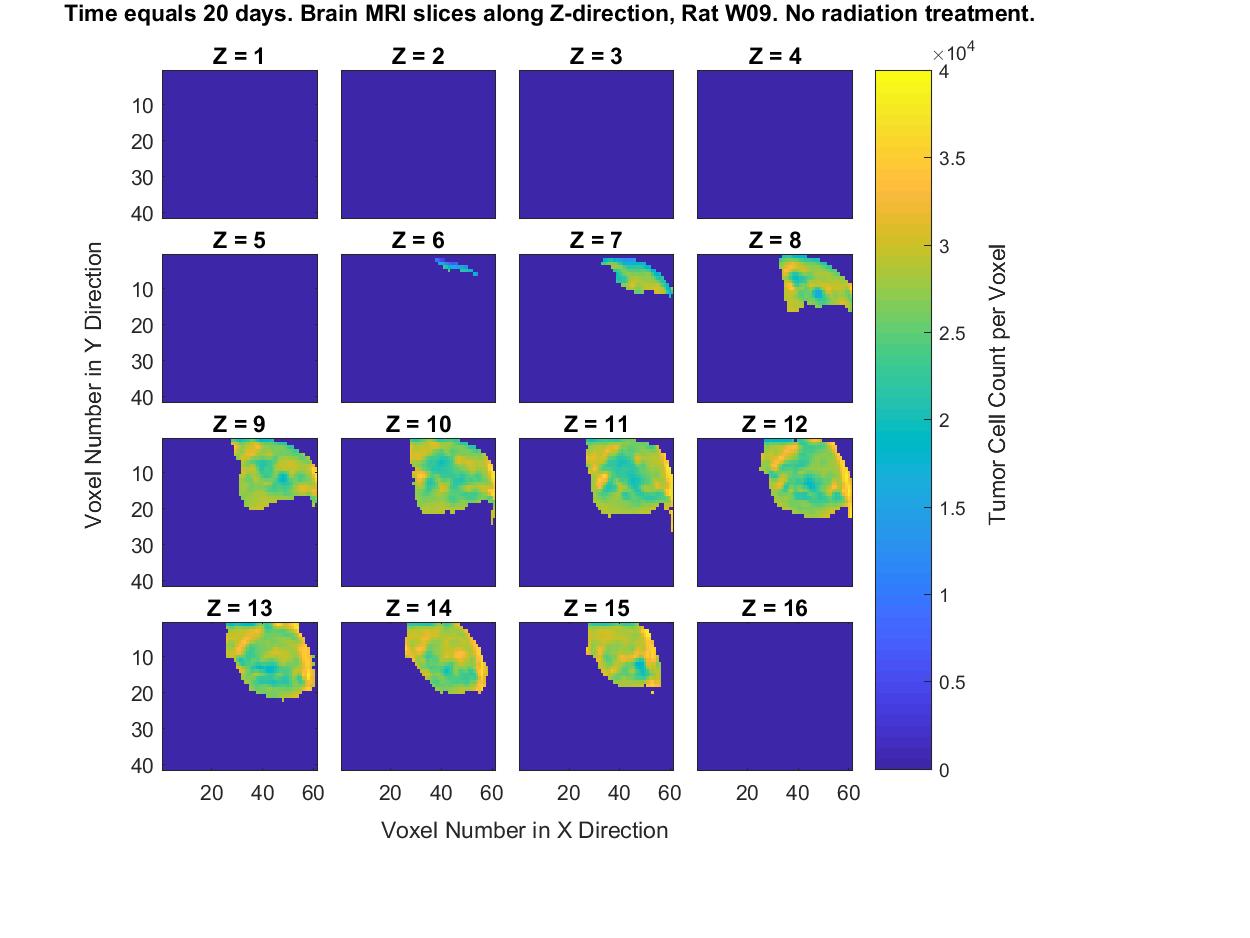 Time equals 20 days. Brain MRI slices along Z-direction, Rat W09. No radiation treatment.
Z = 1
Z = 2
Z = 3
Z = 4
×10^4
10
20
30
40
Z = 5
Z = 6
Z = 7
Z = 8
10
20
30
40
Z = 9
Z = 10
Z = 11
Z = 12
10
20
30
40
Z = 13
Z = 14
Z = 15
Z = 16
10
20
30
40
20 40 60
20 40 60
20 40 60
20 40 60
Voxel Number in Y Direction
Voxel Number in X Direction
4
3.5
3
2.5
2
1.5
1
0.5
0
Tumor Cell Count per Voxel